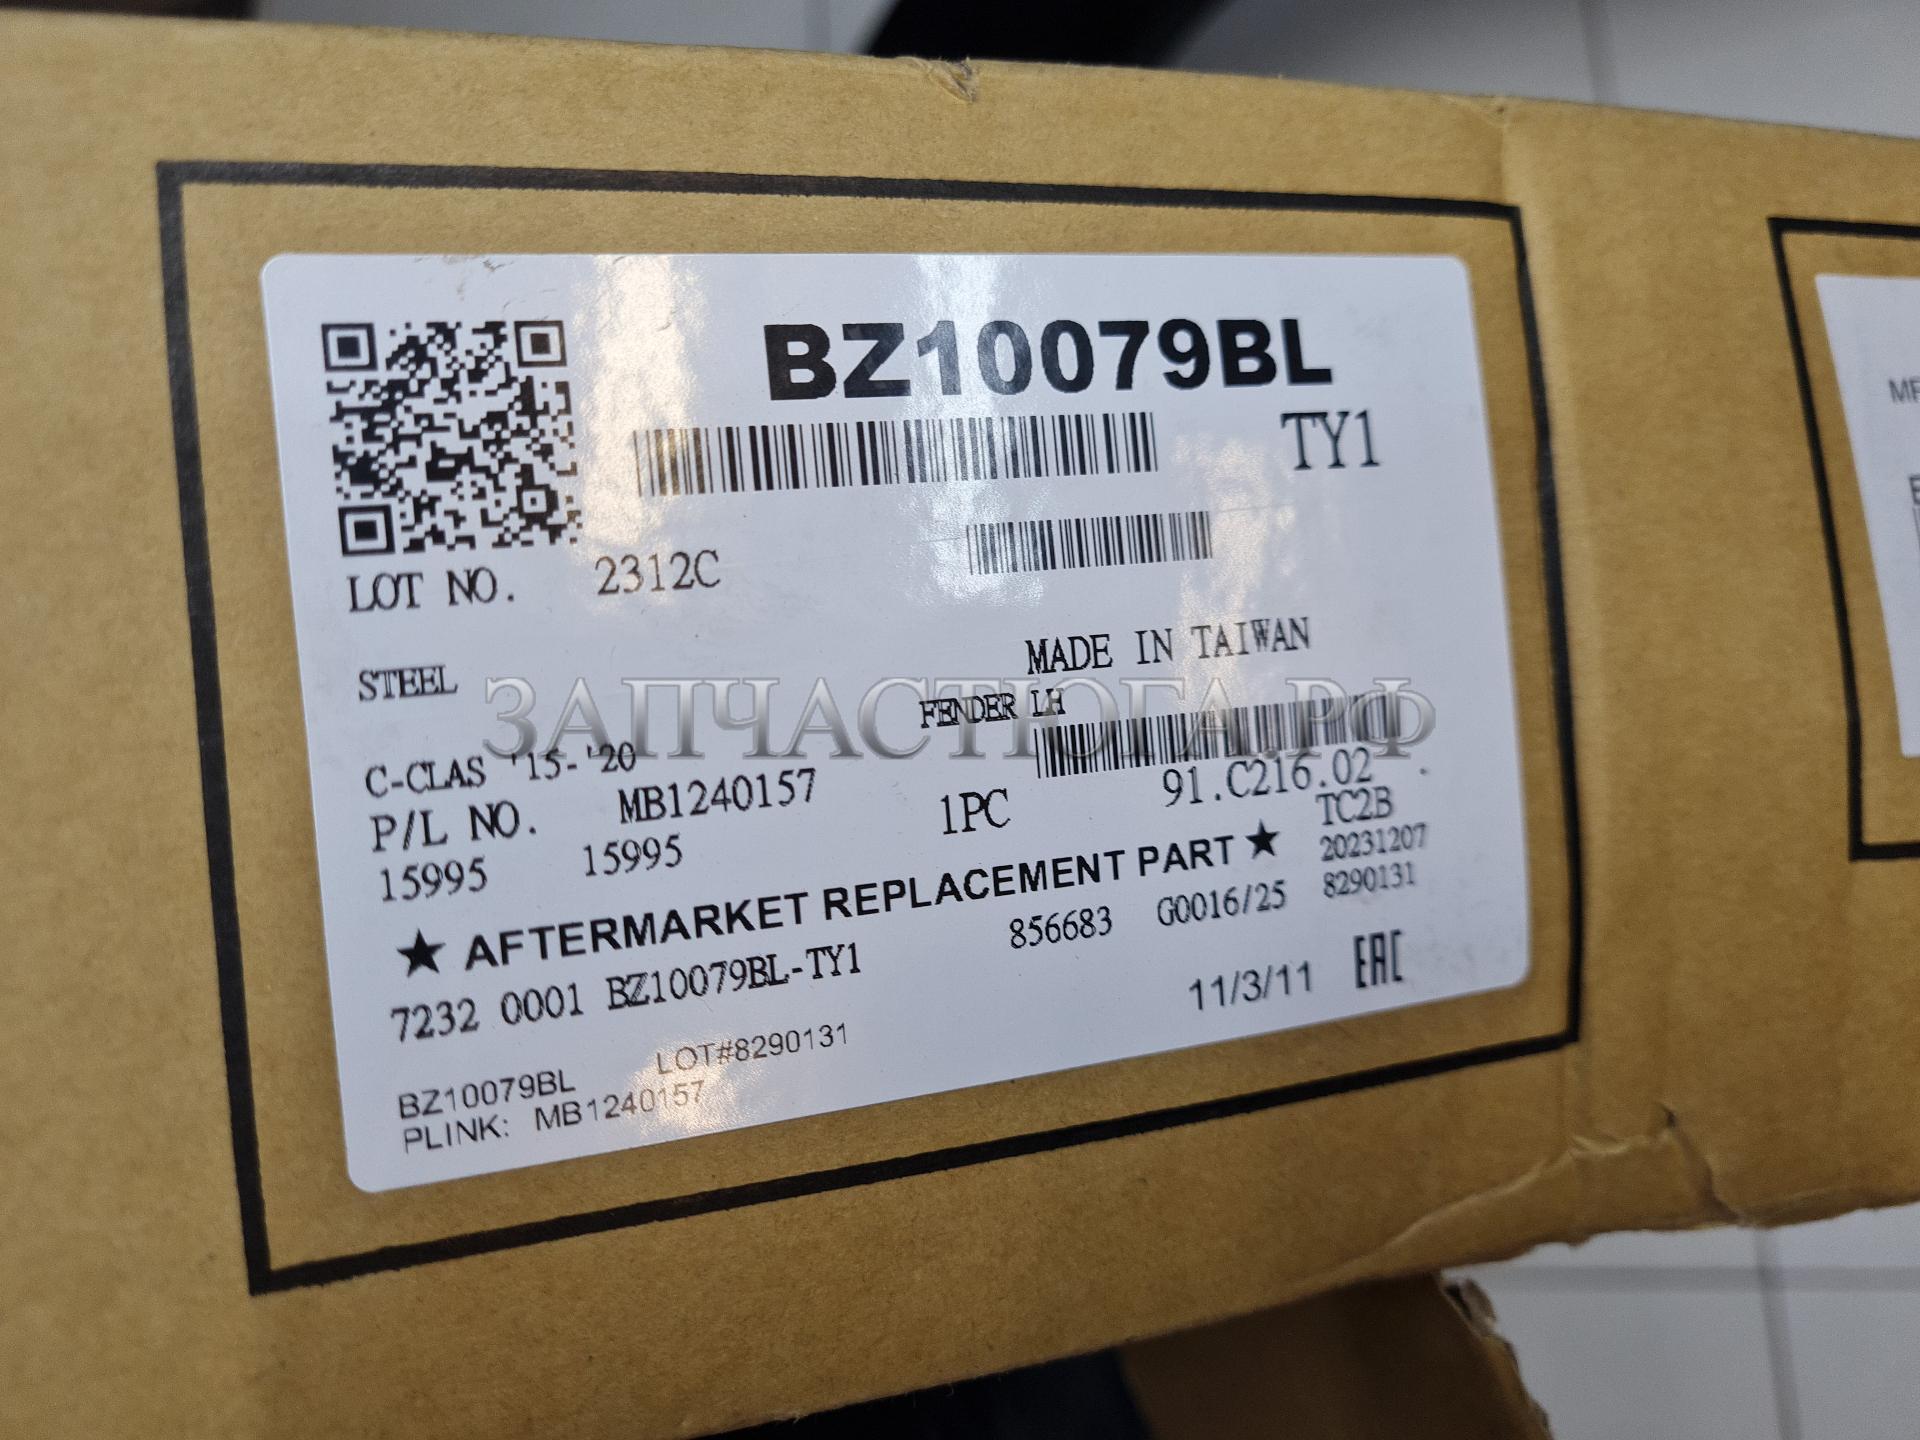 BZ10079BL
TY1
LOT NO. 2312C
MADE IN TAIWAN
STEEL
FENDER LH
ЗАПЧАСТЮГА.РФ
C-CLAS '15-'20
P/L NO. MB1240157
1PC
91.C216.02
TC2B
15995 15995
20231207
★ AFTERMARKET REPLACEMENT PART ★
8290131
7232 0001 BZ10079BL-TY1
856683 G0016/25
11/3/11
EAC
BZ10079BL LOT#8290131
PLINK: MB1240157